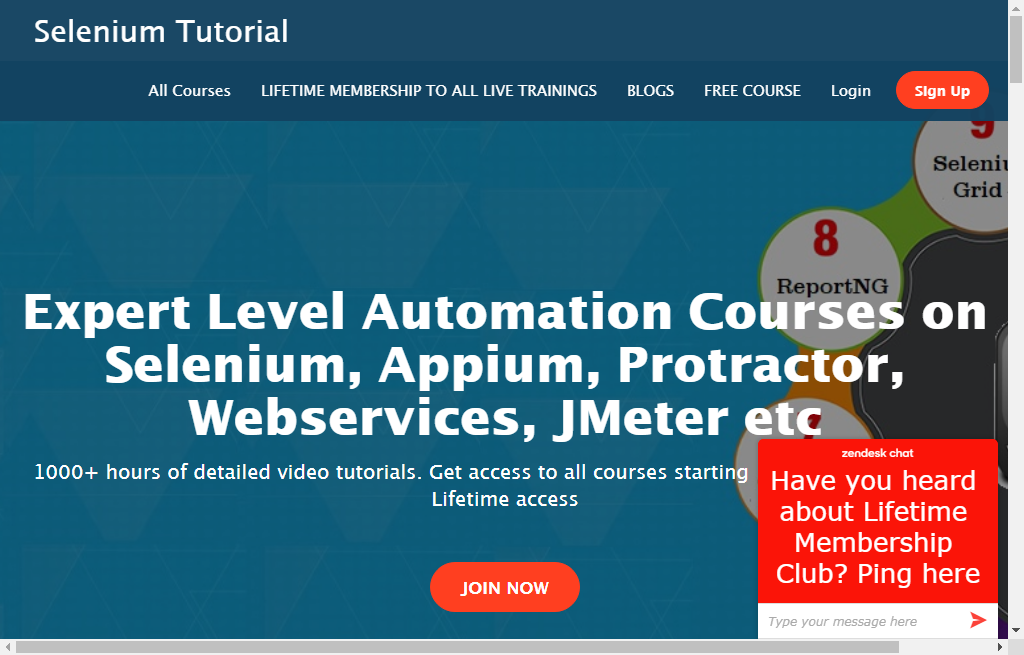 Selenium Tutorial
All Courses
LIFETIME MEMBERSHIP TO ALL LIVE TRAININGS
BLOGS
FREE COURSE
Login
Sign Up
9
Seleniu
Grid
8
ReportNG
Expert Level Automation Courses on
Selenium, Appium, Protractor,
Webservices, JMeter etc
1000+ hours of detailed video tutorials. Get access to all courses starting
Lifetime access
JOIN NOW
zendesk chat
Have you heard
about Lifetime
Membership
Club? Ping here
Type your message here